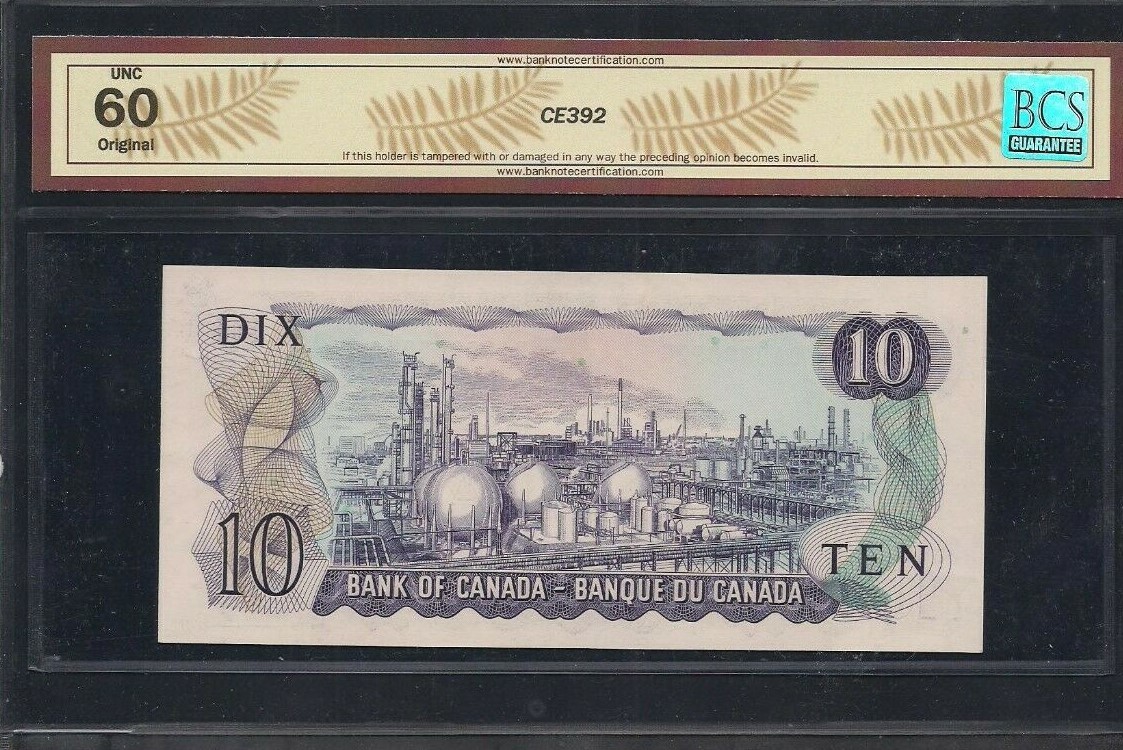 www.banknotecertification.com
UNC
60
Original
CE392
BCS
GUARANTEE
If this holder is tampered with or damaged in any way the preceding opinion becomes invalid.
www.banknotecertification.com
DIX
10
10
TEN
BANK OF CANADA - BANQUE DU CANADA